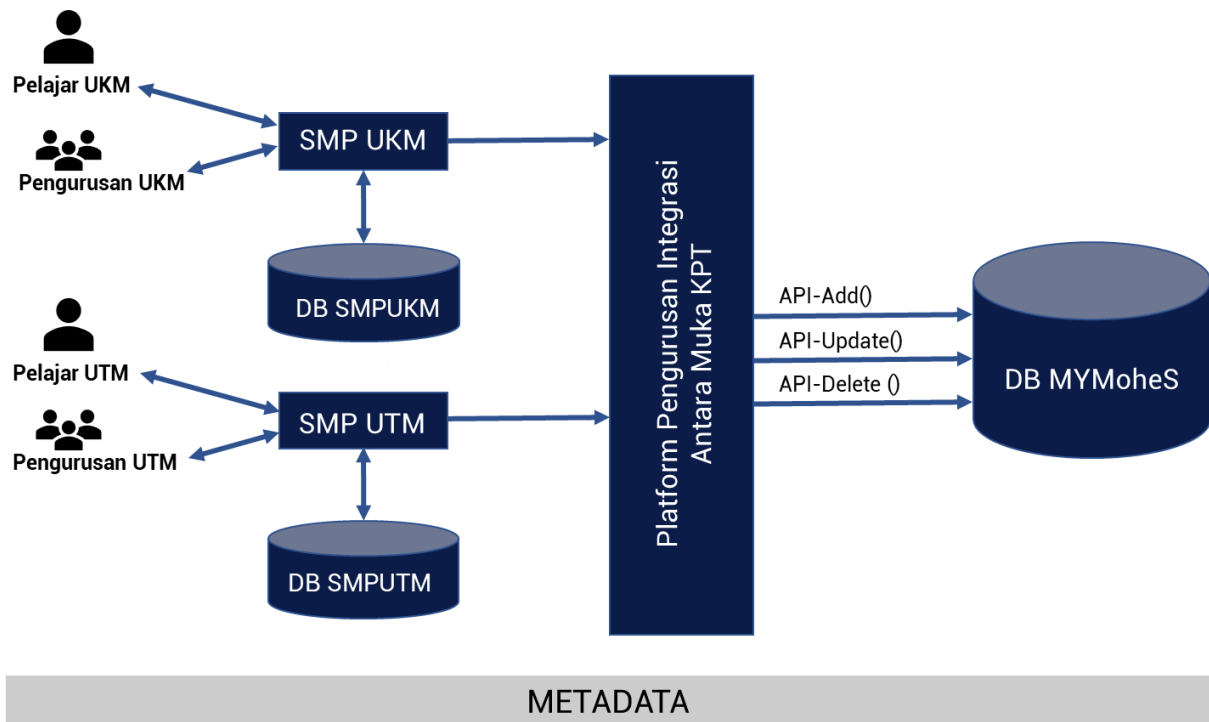 Pelajar UKM
Pengurusan UKM
SMP UKM
DB SMPUKM
Pelajar UTM
Pengurusan UTM
SMP UTM
DB SMPUTM
Platform Pengurusan Integrasi
Antara Muka KPT
API-Add()
API-Update()
API-Delete ()
DB MYMoheS
METADATA